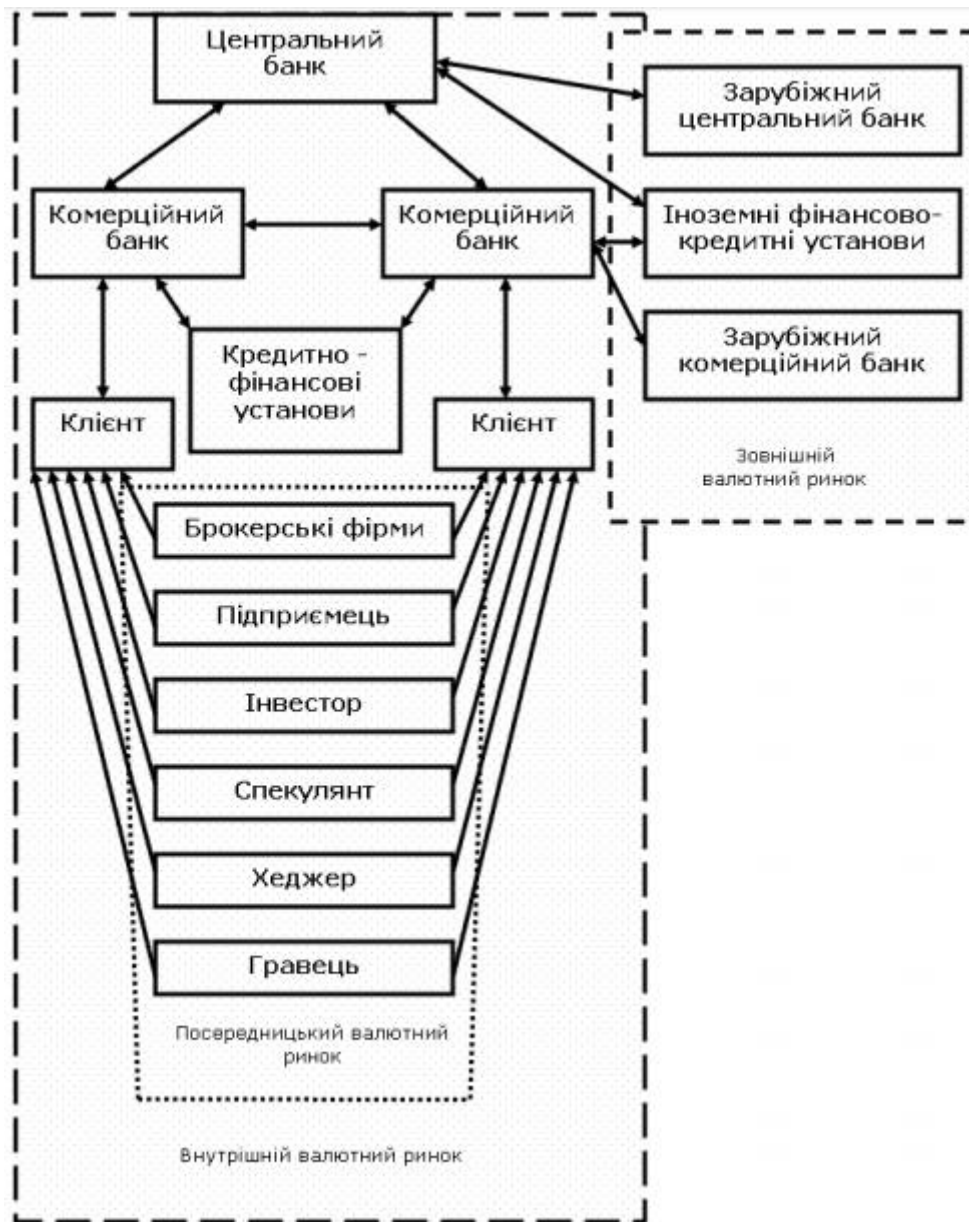 Центральний
банк
Зарубіжний
центральний банк
Комерційний
банк
Комерційний
банк
Іноземні фінансово-
кредитні установи
Зарубіжний
комерційний банк
Кредитно -
фінансові
установи
Клієнт
Клієнт
Зовнішній
валютний ринок
Брокерські фірми
Підприємець
Інвестор
Спекулянт
Хеджер
Гравець
Посередницький валютний
ринок
Внутрішній валютний ринок